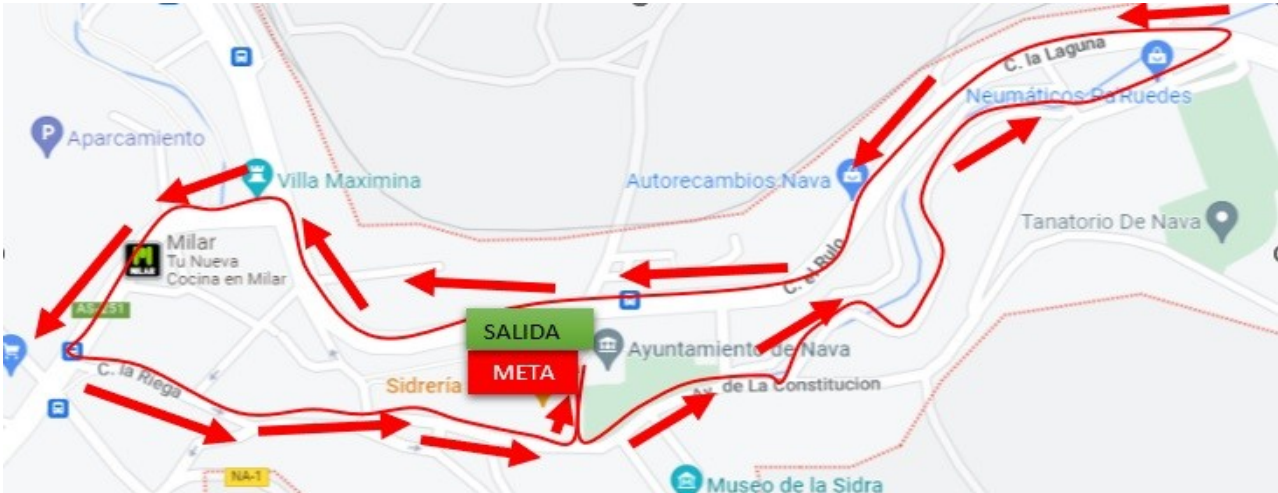 C. la Laguna
Neumáticos Pa'Ruedes
P Aparcamiento
Villa Maximina
Autorecambios Nava
Tanatorio De Nava
Milar
Tu Nueva
Cocina en Milar
MILAR
C. el Rulo
AS-251
SALIDA
META
Ayuntamiento de Nava
Sidrería
Av. de La Constitucion
C. la Riega
NA-1
Museo de la Sidra